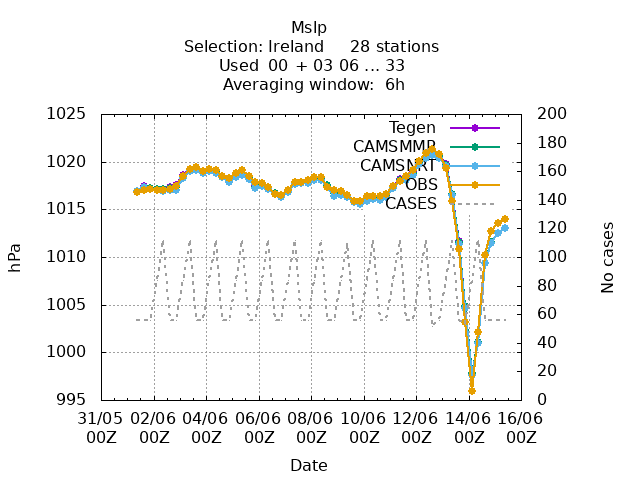 Mslp
Selection: Ireland     28 stations
Used  00  + 03 06 ... 33
Averaging window:  6h
1025
1020
1015
1010
1005
1000
995
200
180
160
140
120
100
80
60
40
20
0
Tegen
CAMSMMR
CAMSNRT
OBS
CASES
hPa
No cases
31/05 02/06 04/06 06/06 08/06 10/06 12/06 14/06 16/06
00Z 00Z 00Z 00Z 00Z 00Z 00Z 00Z 00Z
Date